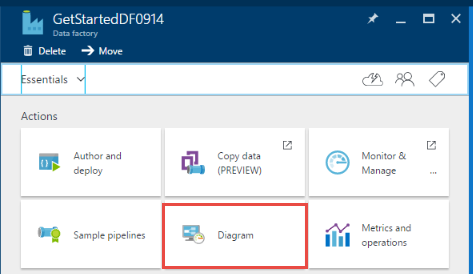 GetStartedDF0914
Data factory
Delete Move
Essentials
Actions
Author and
deploy
Copy data
(PREVIEW)
Monitor &
Manage ...
Sample pipelines
Diagram
Metrics and
operations